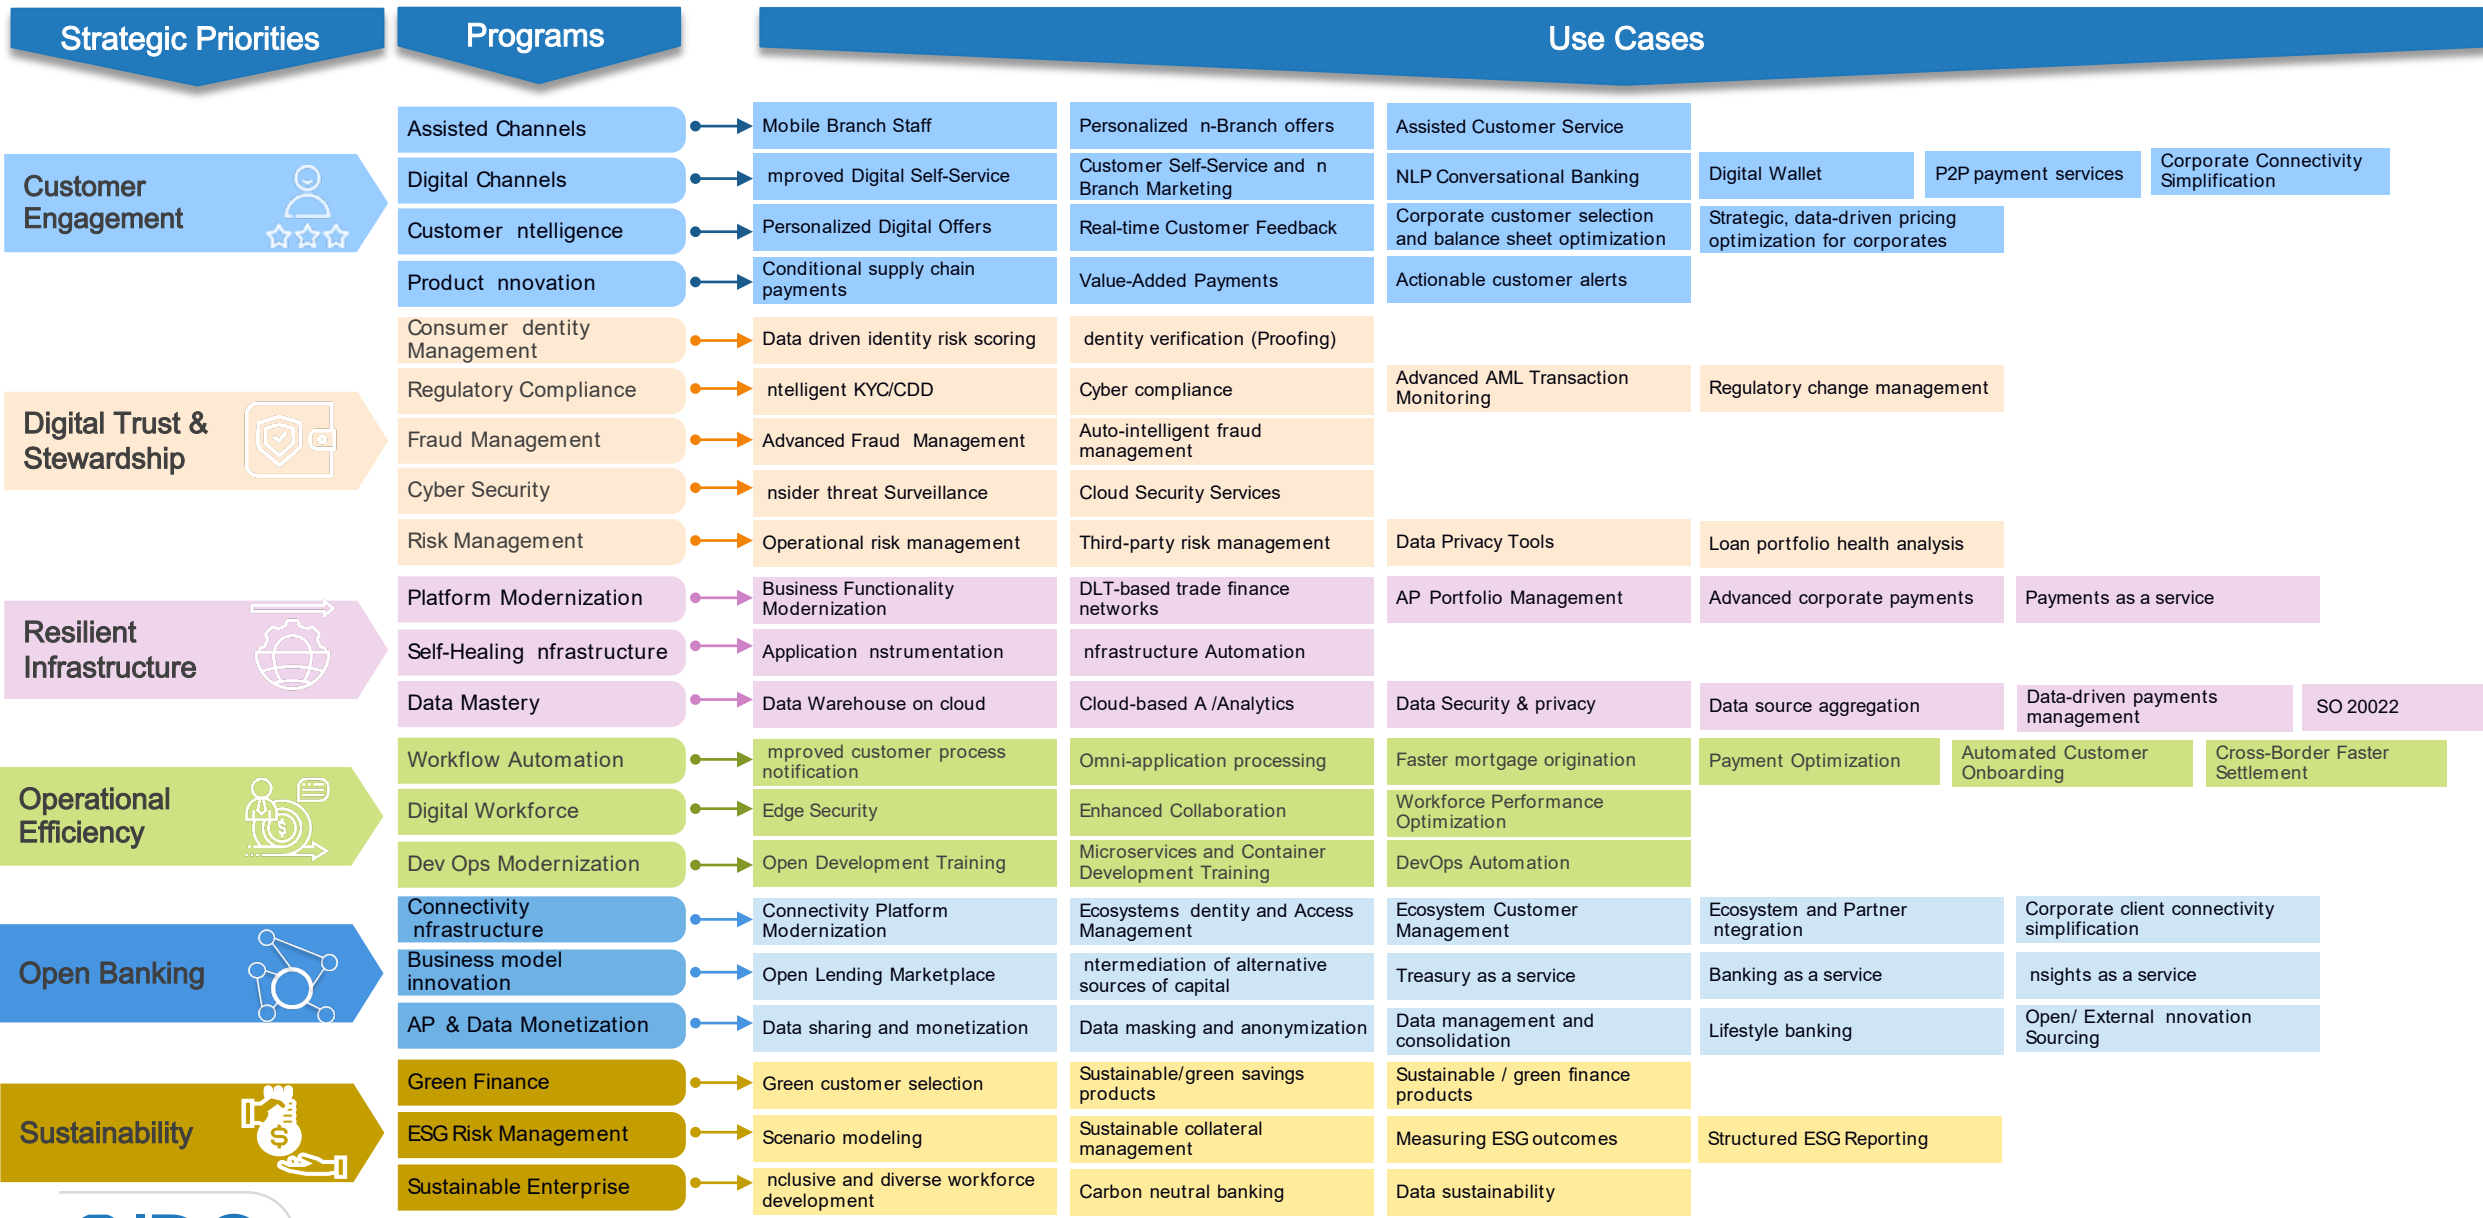 Strategic Priorities
Programs
Use Cases
Customer
Engagement
Assisted Channels
Mobile Branch Staff
Personalized n-Branch offers
Assisted Customer Service
Digital Channels
mproved Digital Self-Service
Customer Self-Service and n
Branch Marketing
NLP Conversational Banking
Digital Wallet
P2P payment services
Corporate Connectivity
Simplification
Customer ntelligence
Personalized Digital Offers
Real-time Customer Feedback
Corporate customer selection
and balance sheet optimization
Strategic, data-driven pricing
optimization for corporates
Product nnovation
Conditional supply chain
payments
Value-Added Payments
Actionable customer alerts
Digital Trust &
Stewardship
Consumer dentity
Management
Data driven identity risk scoring
dentity verification (Proofing)
Regulatory Compliance
ntelligent KYC/CDD
Cyber compliance
Advanced AML Transaction
Monitoring
Regulatory change management
Fraud Management
Advanced Fraud Management
Auto-intelligent fraud
management
Cyber Security
nsider threat Surveillance
Cloud Security Services
Risk Management
Operational risk management
Third-party risk management
Data Privacy Tools
Loan portfolio health analysis
Resilient
Infrastructure
Platform Modernization
Business Functionality
Modernization
DLT-based trade finance
networks
AP Portfolio Management
Advanced corporate payments
Payments as a service
Self-Healing nfrastructure
Application nstrumentation
nfrastructure Automation
Data Mastery
Data Warehouse on cloud
Cloud-based A /Analytics
Data Security & privacy
Data source aggregation
Data-driven payments
management
SO 20022
Operational
Efficiency
Workflow Automation
mproved customer process
notification
Omni-application processing
Faster mortgage origination
Payment Optimization
Automated Customer
Onboarding
Cross-Border Faster
Settlement
Digital Workforce
Edge Security
Enhanced Collaboration
Workforce Performance
Optimization
Dev Ops Modernization
Open Development Training
Microservices and Container
Development Training
DevOps Automation
Open Banking
Connectivity
nfrastructure
Connectivity Platform
Modernization
Ecosystems dentity and Access
Management
Ecosystem Customer
Management
Ecosystem and Partner
ntegration
Corporate client connectivity
simplification
Business model
innovation
Open Lending Marketplace
ntermediation of alternative
sources of capital
Treasury as a service
Banking as a service
nsights as a service
AP & Data Monetization
Data sharing and monetization
Data masking and anonymization
Data management and
consolidation
Lifestyle banking
Open/ External nnovation
Sourcing
Sustainability
Green Finance
Green customer selection
Sustainable/green savings
products
Sustainable / green finance
products
ESG Risk Management
Scenario modeling
Sustainable collateral
management
Measuring ESG outcomes
Structured ESG Reporting
Sustainable Enterprise
nclusive and diverse workforce
development
Carbon neutral banking
Data sustainability